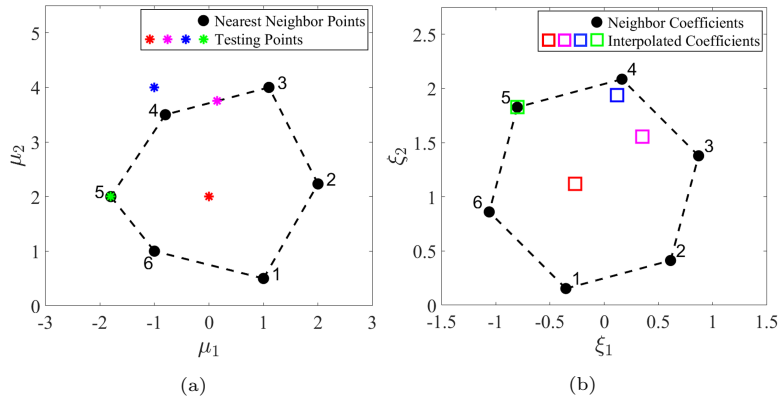 Nearest Neighbor Points
Testing Points
5
4
3
2
1
0
-3 -2 -1 0 1 2 3
μ2
μ1
1
2
3
4
5
6
(a)
Neighbor Coefficients
Interpolated Coefficients
2.5
2
1.5
1
0.5
0
-1.5 -1 -0.5 0 0.5 1 1.5
ξ2
ξ1
1
2
3
4
5
6
(b)